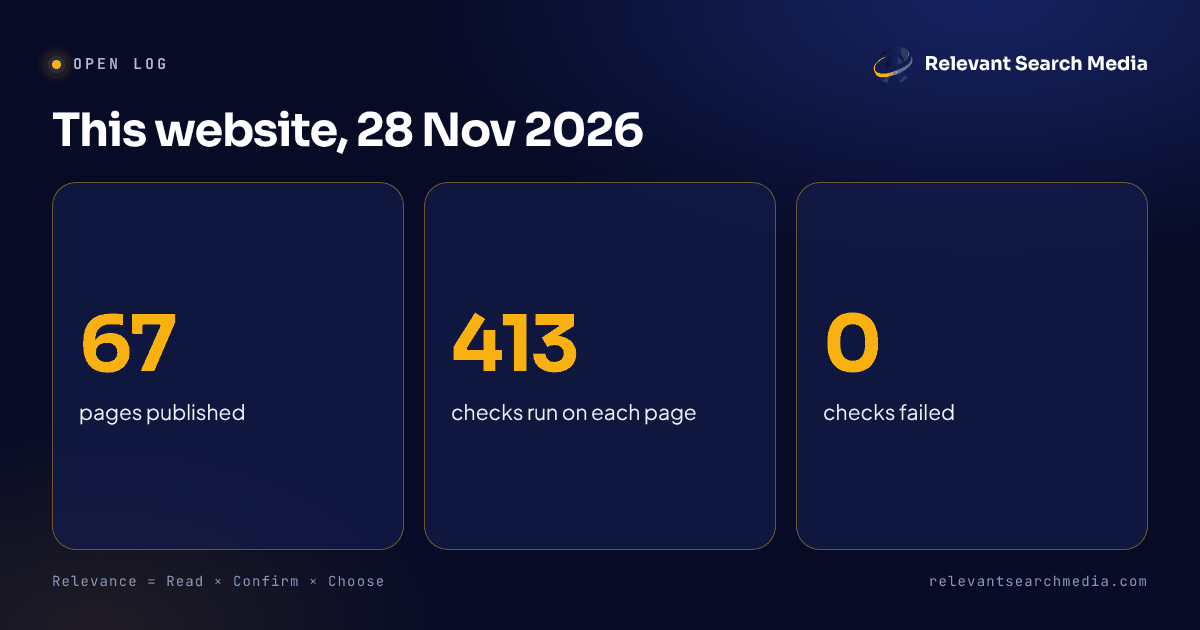 OPEN LOG
Relevant Search Media
This website, 28 Nov 2026
67
pages published
413
checks run on each page
0
checks failed
Relevance = Read × Confirm × Choose
relevantsearchmedia.com